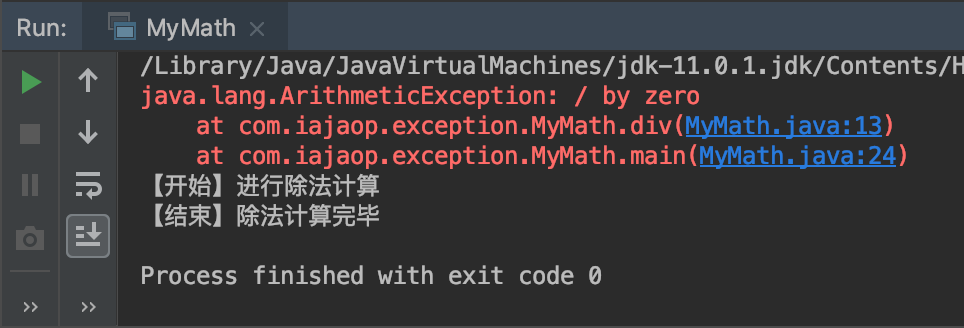 Run: MyMath
/Library/Java/JavaVirtualMachines/jdk-11.0.1.jdk/Contents/H
java.lang.ArithmeticException: / by zero
at com.iajaop.exception.MyMath.div(MyMath.java:13)
at com.iajaop.exception.MyMath.main(MyMath.java:24)
【开始】进行除法计算
【结束】除法计算完毕
Process finished with exit code 0